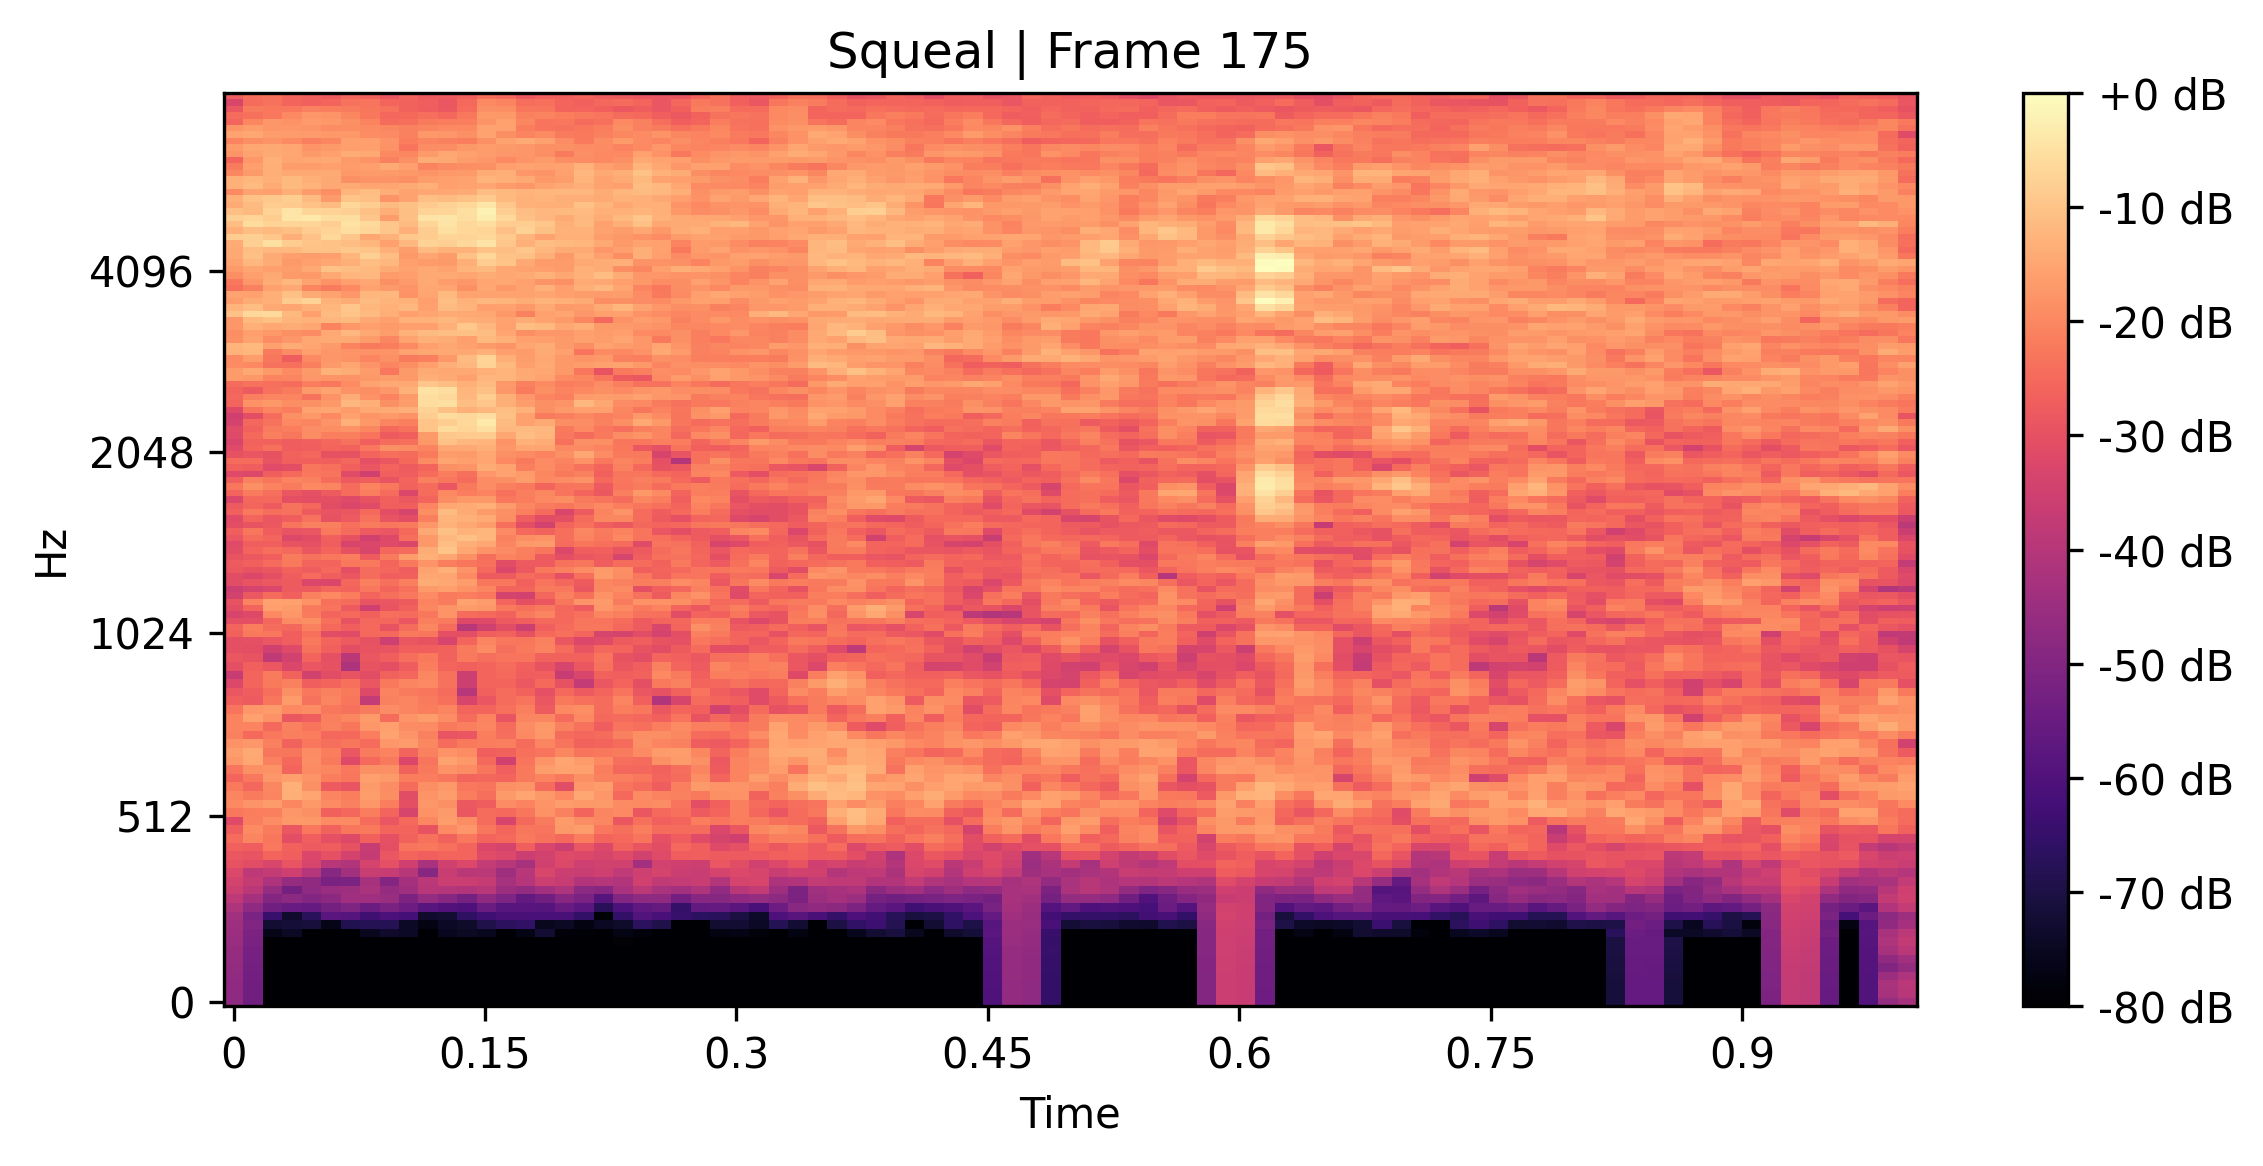 Squeal | Frame 175
+0 dB
-10 dB
-20 dB
-30 dB
-40 dB
-50 dB
-60 dB
-70 dB
-80 dB
Hz
4096
2048
1024
512
0
0 0.15 0.3 0.45 0.6 0.75 0.9
Time